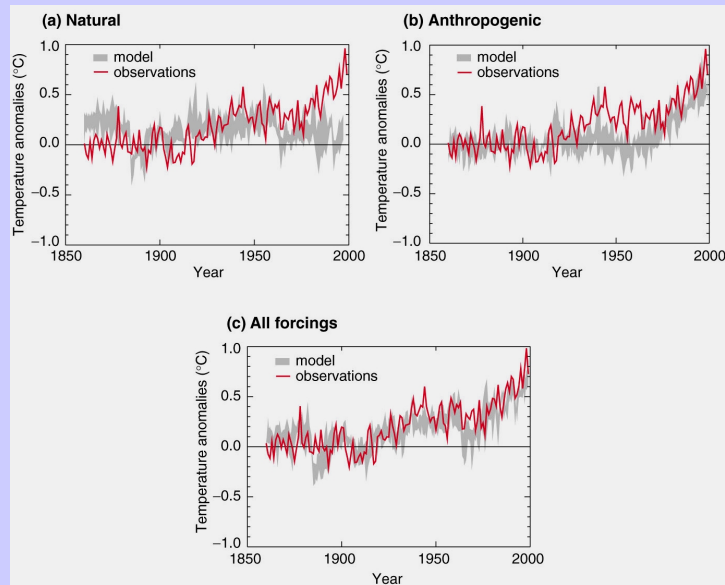 (a) Natural
(b) Anthropogenic
Temperature anomalies (°C)
1.0
0.5
0.0
−0.5
−1.0
model
observations
1850
1900
1950
2000
Year
Temperature anomalies (°C)
1.0
0.5
0.0
−0.5
−1.0
model
observations
1850
1900
1950
2000
Year
(c) All forcings
Temperature anomalies (°C)
1.0
0.5
0.0
−0.5
−1.0
model
observations
1850
1900
1950
2000
Year